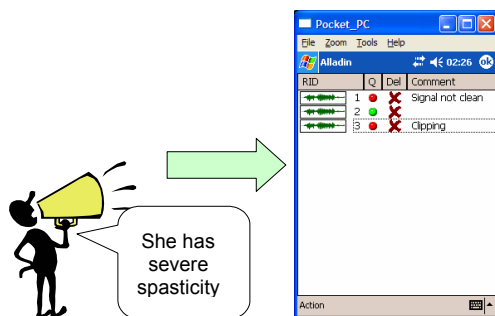 Pocket_PC
File Zoom Tools Help
Alladin 02:26 ok
RID Q Del Comment
1 Signal not clean
2
3 Clipping
She has
severe
spasticity
Action